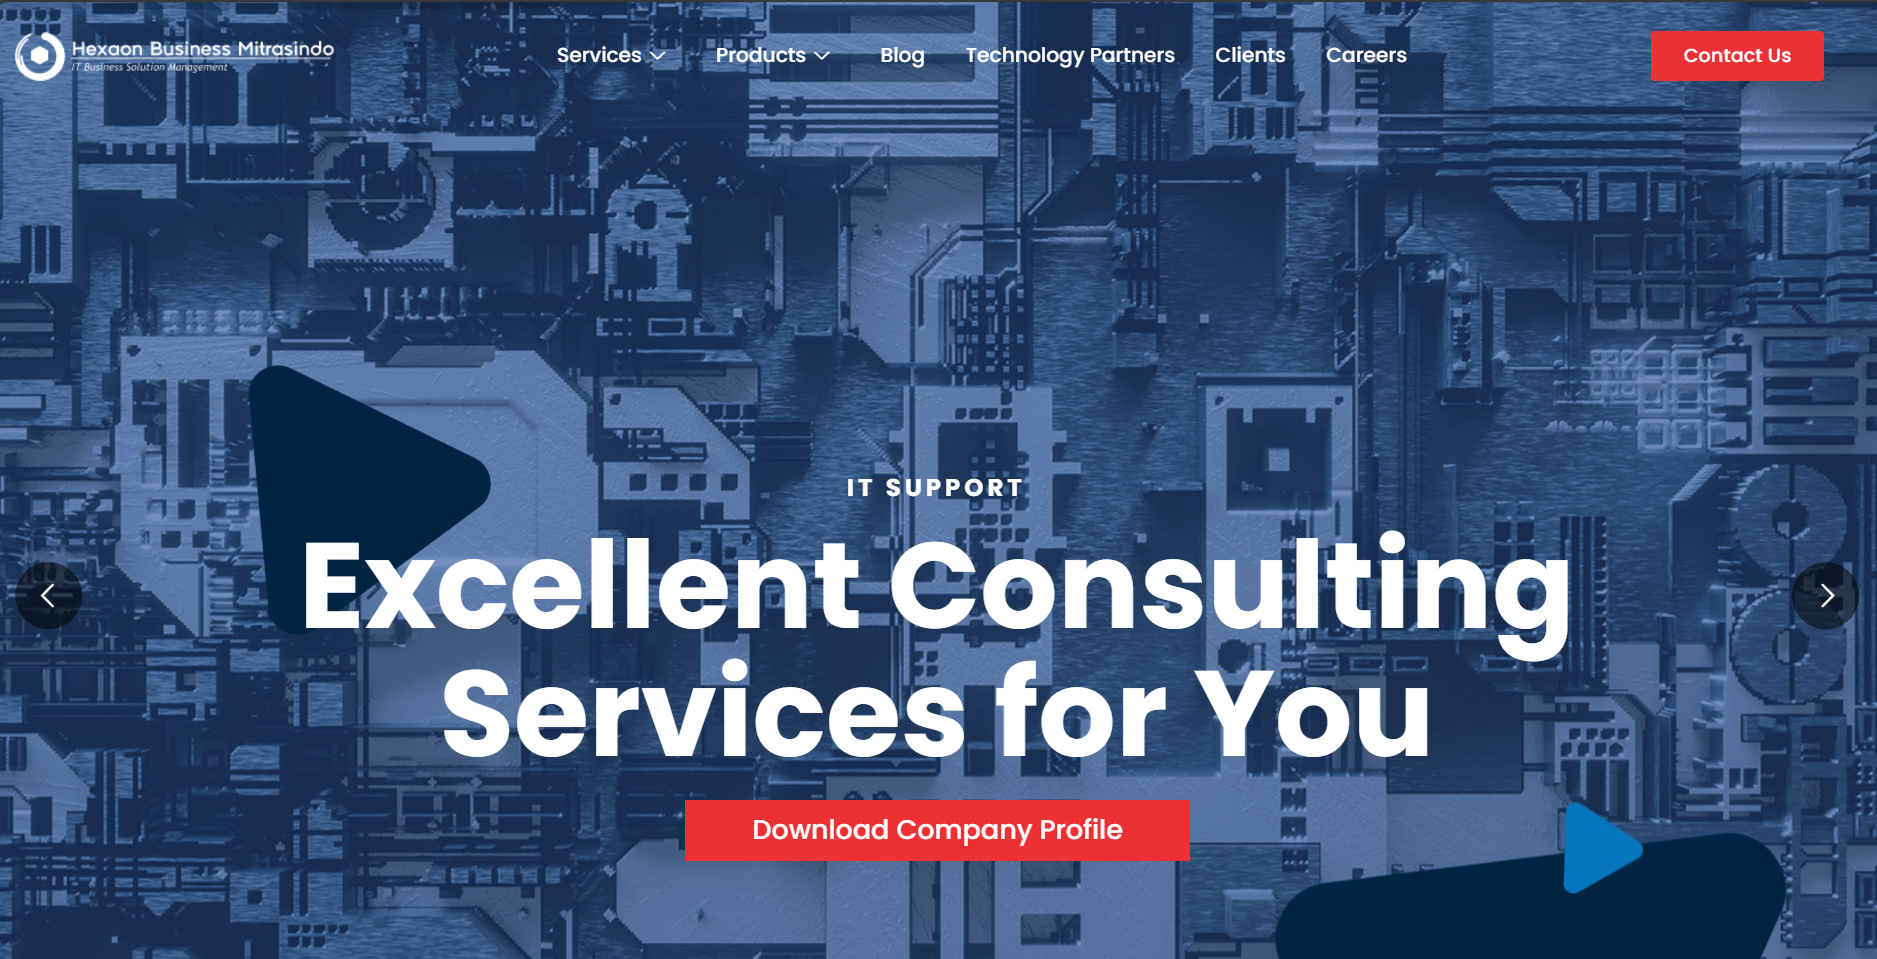 Hexaon Business Mitrasindo
IT Business Solution Management
Services
Products
Blog
Technology Partners
Clients
Careers
Contact Us
IT SUPPORT
Excellent Consulting
Services for You
Download Company Profile